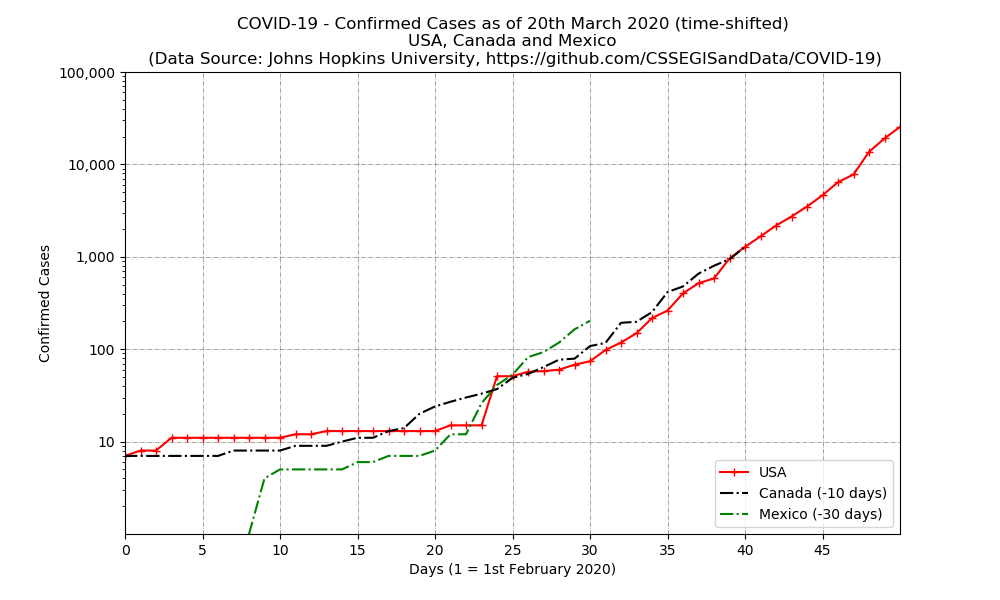 COVID-19 - Confirmed Cases as of 20th March 2020 (time-shifted)
USA, Canada and Mexico
(Data Source: Johns Hopkins University, https://github.com/CSSEGISandData/COVID-19)
100,000
10,000
1,000
100
10
Confirmed Cases
USA
Canada (-10 days)
Mexico (-30 days)
0 5 10 15 20 25 30 35 40 45
Days (1 = 1st February 2020)